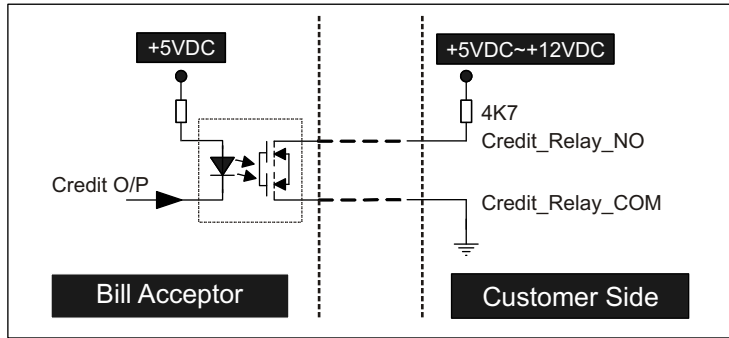 +5VDC
+5VDC~+12VDC
4K7
Credit_Relay_NO
Credit O/P
Credit_Relay_COM
Bill Acceptor
Customer Side